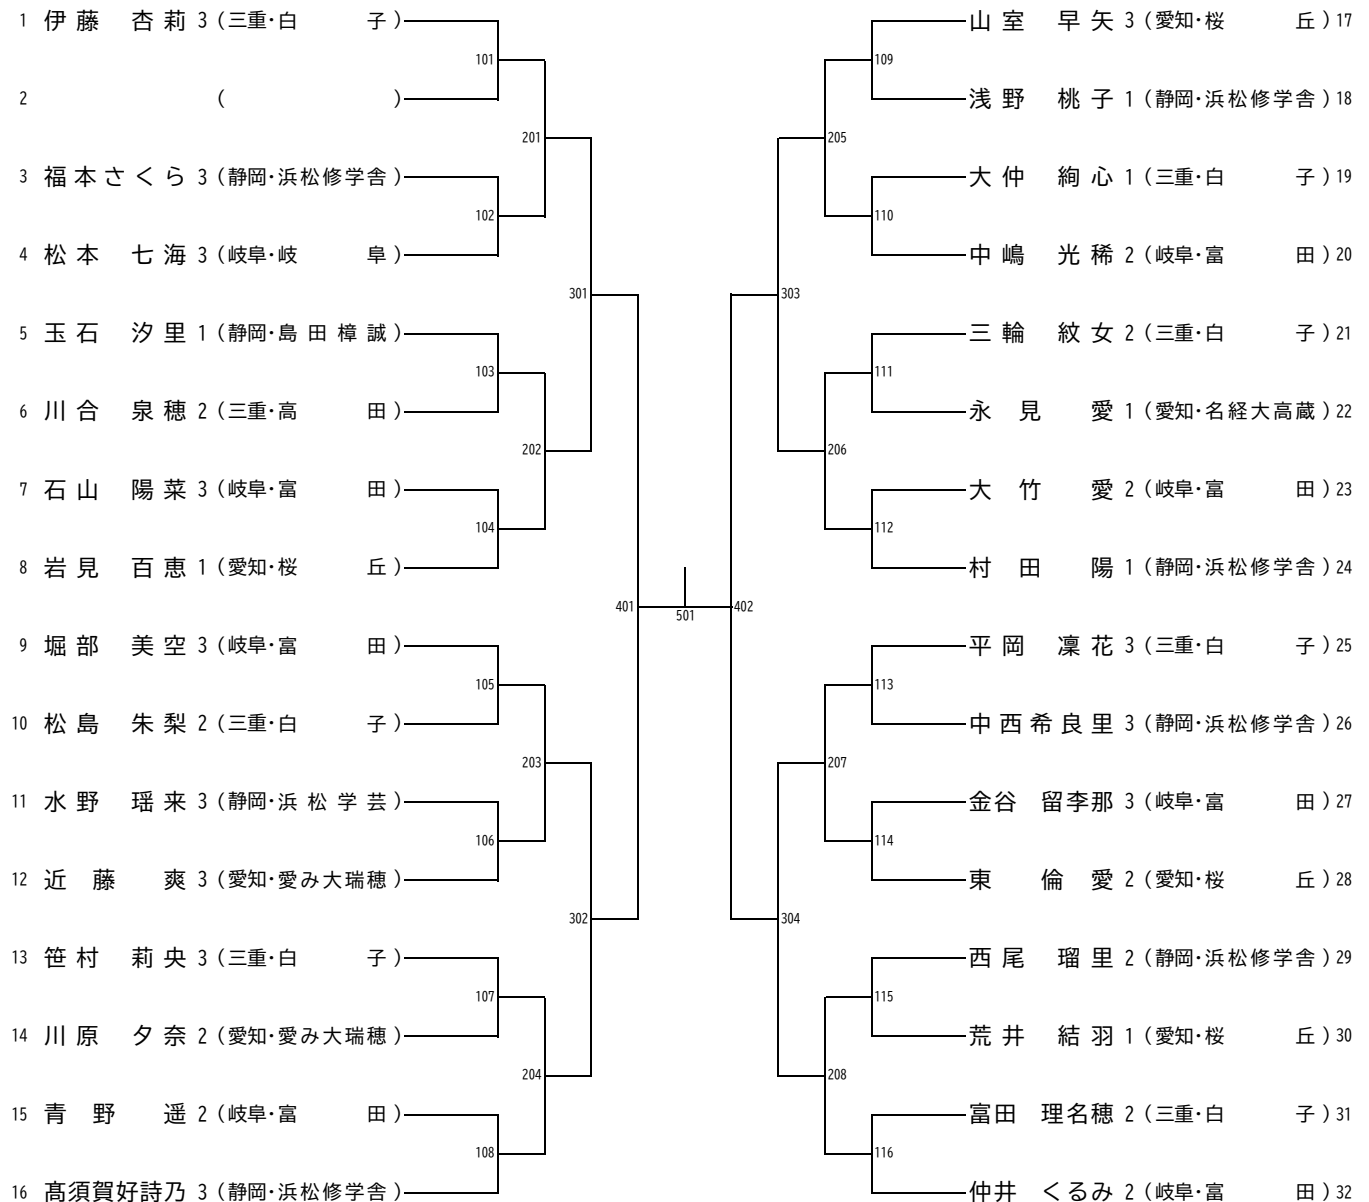 1 伊藤 杏莉 3 (三重・白 子)
101
2 ( )
201
3 福本さくら 3 (静岡・浜松修学舎)
102
4 松本 七海 3 (岐阜・岐 阜)
301
5 玉石 汐里 1 (静岡・島田樟誠)
103
6 川合 泉穂 2 (三重・高 田)
202
7 石山 陽菜 3 (岐阜・富 田)
104
8 岩見 百恵 1 (愛知・桜 丘)
401
9 堀部 美空 3 (岐阜・富 田)
105
10 松島 朱梨 2 (三重・白 子)
203
11 水野 瑶来 3 (静岡・浜松学芸)
106
12 近藤 爽 3 (愛知・愛み大瑞穂)
302
13 笹村 莉央 3 (三重・白 子)
107
14 川原 夕奈 2 (愛知・愛み大瑞穂)
204
15 青野 遥 2 (岐阜・富 田)
108
16 髙須賀好詩乃 3 (静岡・浜松修学舎)
501
山室 早矢 3 (愛知・桜 丘) 17
109
浅野 桃子 1 (静岡・浜松修学舎) 18
205
大仲 絢心 1 (三重・白 子) 19
110
中嶋 光稀 2 (岐阜・富 田) 20
303
三輪 紋女 2 (三重・白 子) 21
111
永見 愛 1 (愛知・名経大高蔵) 22
206
大竹 愛 2 (岐阜・富 田) 23
112
村田 陽 1 (静岡・浜松修学舎) 24
402
平岡 凜花 3 (三重・白 子) 25
113
中西希良里 3 (静岡・浜松修学舎) 26
207
金谷 留李那 3 (岐阜・富 田) 27
114
東 倫愛 2 (愛知・桜 丘) 28
304
西尾 瑠里 2 (静岡・浜松修学舎) 29
115
荒井 結羽 1 (愛知・桜 丘) 30
208
富田 理名穂 2 (三重・白 子) 31
116
仲井 くるみ 2 (岐阜・富 田) 32